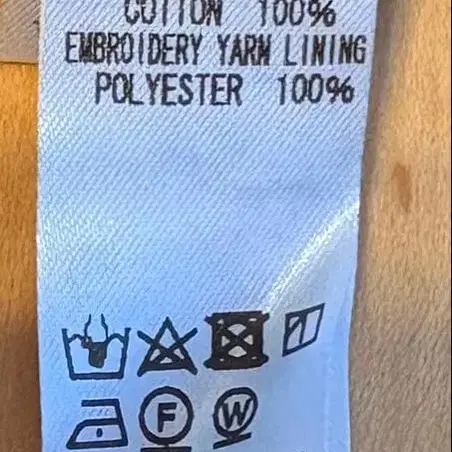 COTTON 100%
EMBROIDERY YARN LINING
POLYESTER 100%
F W